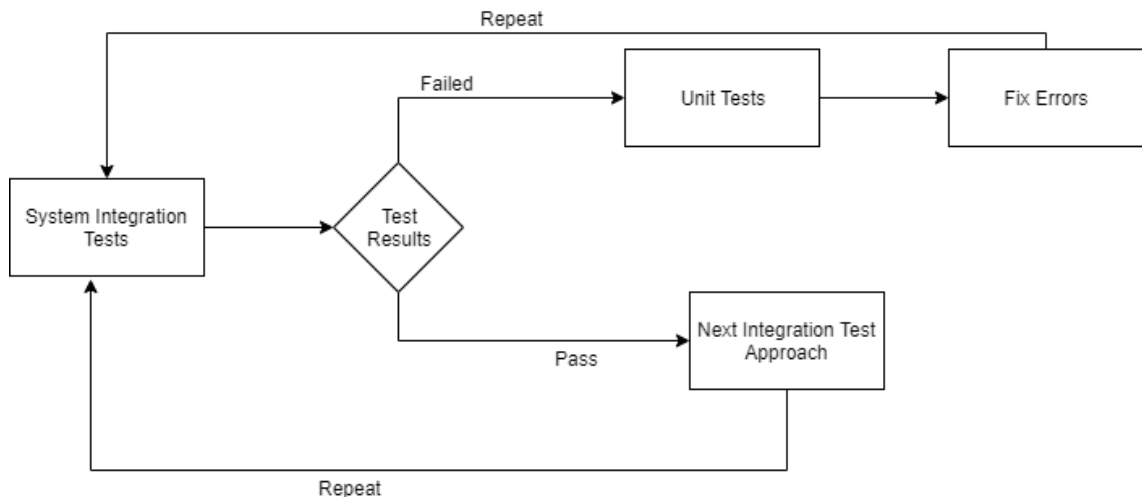 Repeat
Failed
Unit Tests
Fix Errors
System Integration
Tests
Test
Results
Next Integration Test
Approach
Pass
Repeat